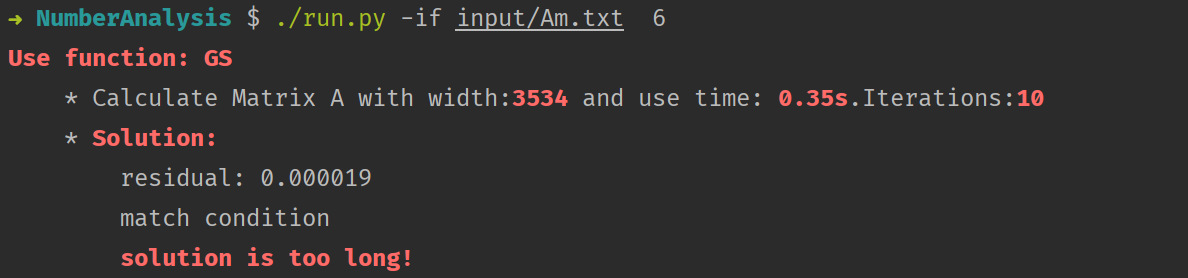 → NumberAnalysis $ ./run.py -if input/Am.txt  6
Use function: GS
* Calculate Matrix A with width:3534 and use time: 0.35s.Iterations:10
* Solution:
residual: 0.000019
match condition
solution is too long!